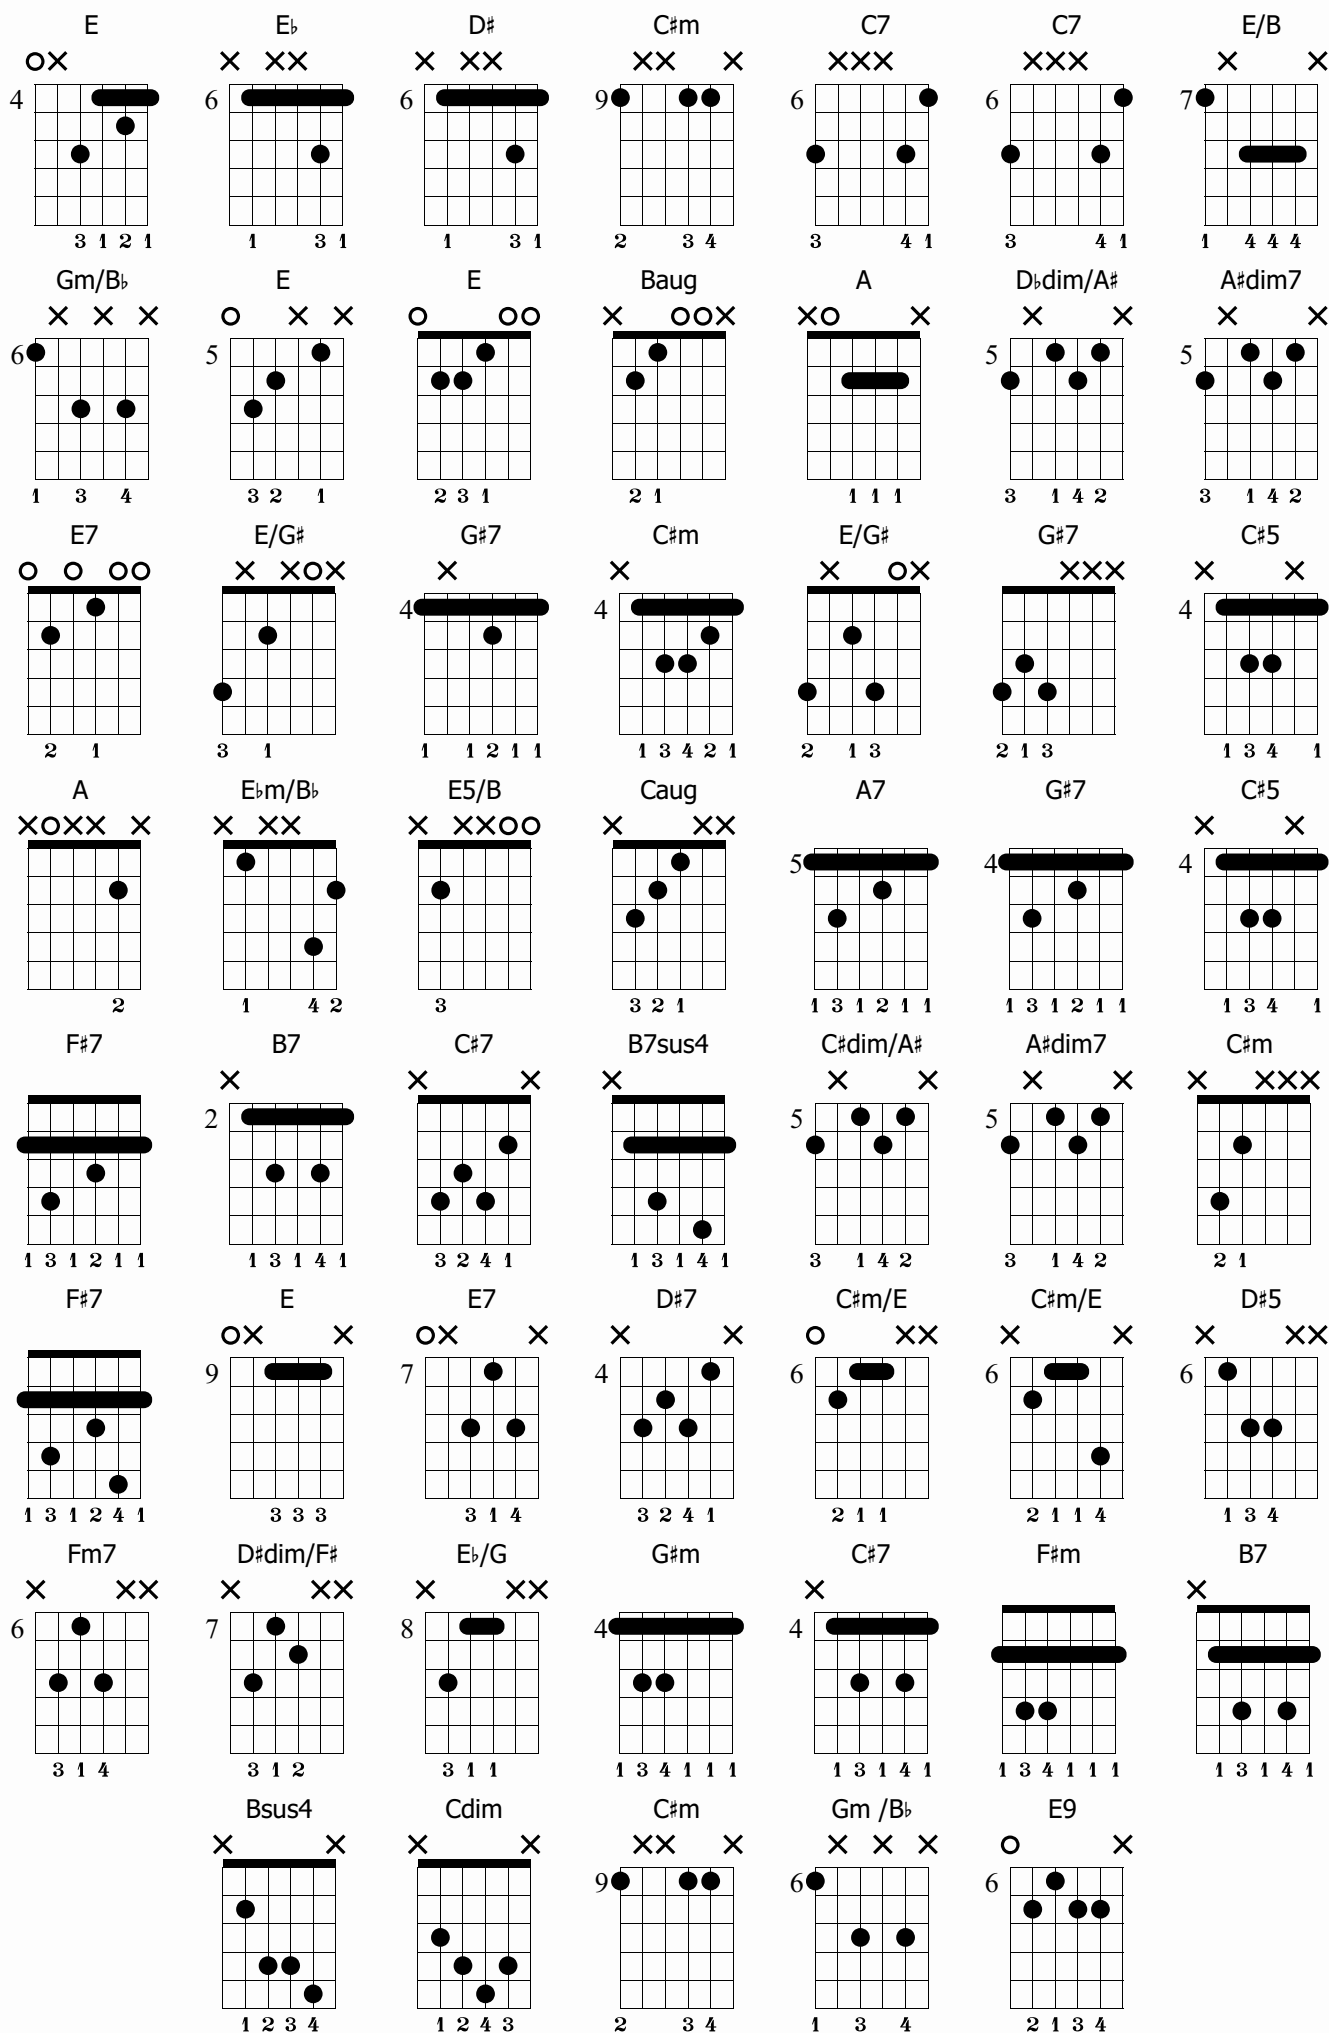 E E♭ D♯ C♯m C7 C7 E/B
4 6 6 9 6 6 7
3 1 2 1 1 3 1 1 3 1 2 3 4 3 4 1 3 4 1 1 4 4 4
Gm/B♭ E E Baug A D♭dim/A♯ A♯dim7
6 5 5 5
1 3 4 3 2 1 2 3 1 2 1 1 1 1 3 1 4 2 3 1 4 2
E7 E/G♯ G♯7 C♯m E/G♯ G♯7 C♯5
4 4 4
2 1 3 1 1 1 2 1 1 1 3 4 2 1 2 1 3 2 1 3 1 3 4 1
A E♭m/B♭ E5/B Caug A7 G♯7 C♯5
5 4 4
2 1 4 2 3 3 2 1 1 3 1 2 1 1 1 3 1 2 1 1 1 3 4 1
F♯7 B7 C♯7 B7sus4 C♯dim/A♯ A♯dim7 C♯m
2 5 5
1 3 1 2 1 1 1 3 1 4 1 3 2 4 1 1 3 1 4 1 3 1 4 2 3 1 4 2 2 1
F♯7 E E7 D♯7 C♯m/E C♯m/E D♯5
9 7 4 6 6 6
1 3 1 2 4 1 3 3 3 3 1 4 3 2 4 1 2 1 1 2 1 1 4 1 3 4
Fm7 D♯dim/F♯ E♭/G G♯m C♯7 F♯m B7
6 7 8 4 4
3 1 4 3 1 2 3 1 1 1 3 4 1 1 1 1 3 1 4 1 1 3 4 1 1 1 1 3 1 4 1
Bsus4 Cdim C♯m Gm /B♭ E9
9 6 6
1 2 3 4 1 2 4 3 2 3 4 1 3 4 2 1 3 4